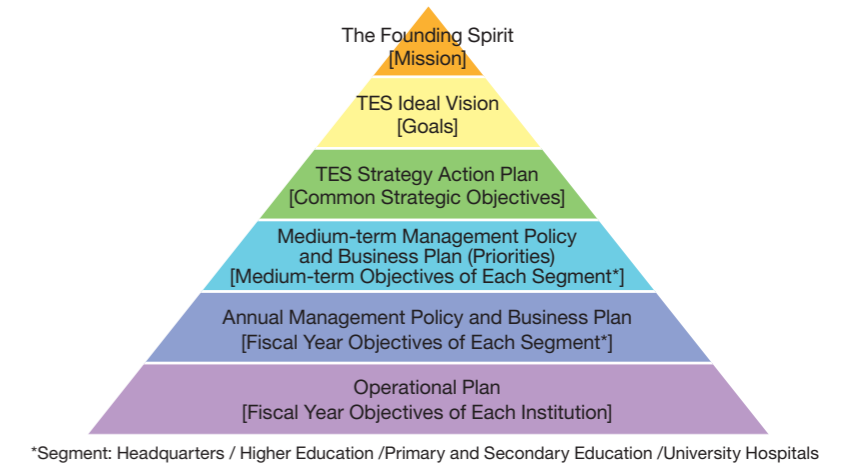 The Founding Spirit
[Mission]
TES Ideal Vision
[Goals]
TES Strategy Action Plan
[Common Strategic Objectives]
Medium-term Management Policy
and Business Plan (Priorities)
[Medium-term Objectives of Each Segment*]
Annual Management Policy and Business Plan
[Fiscal Year Objectives of Each Segment*]
Operational Plan
[Fiscal Year Objectives of Each Institution]
*Segment: Headquarters / Higher Education /Primary and Secondary Education /University Hospitals